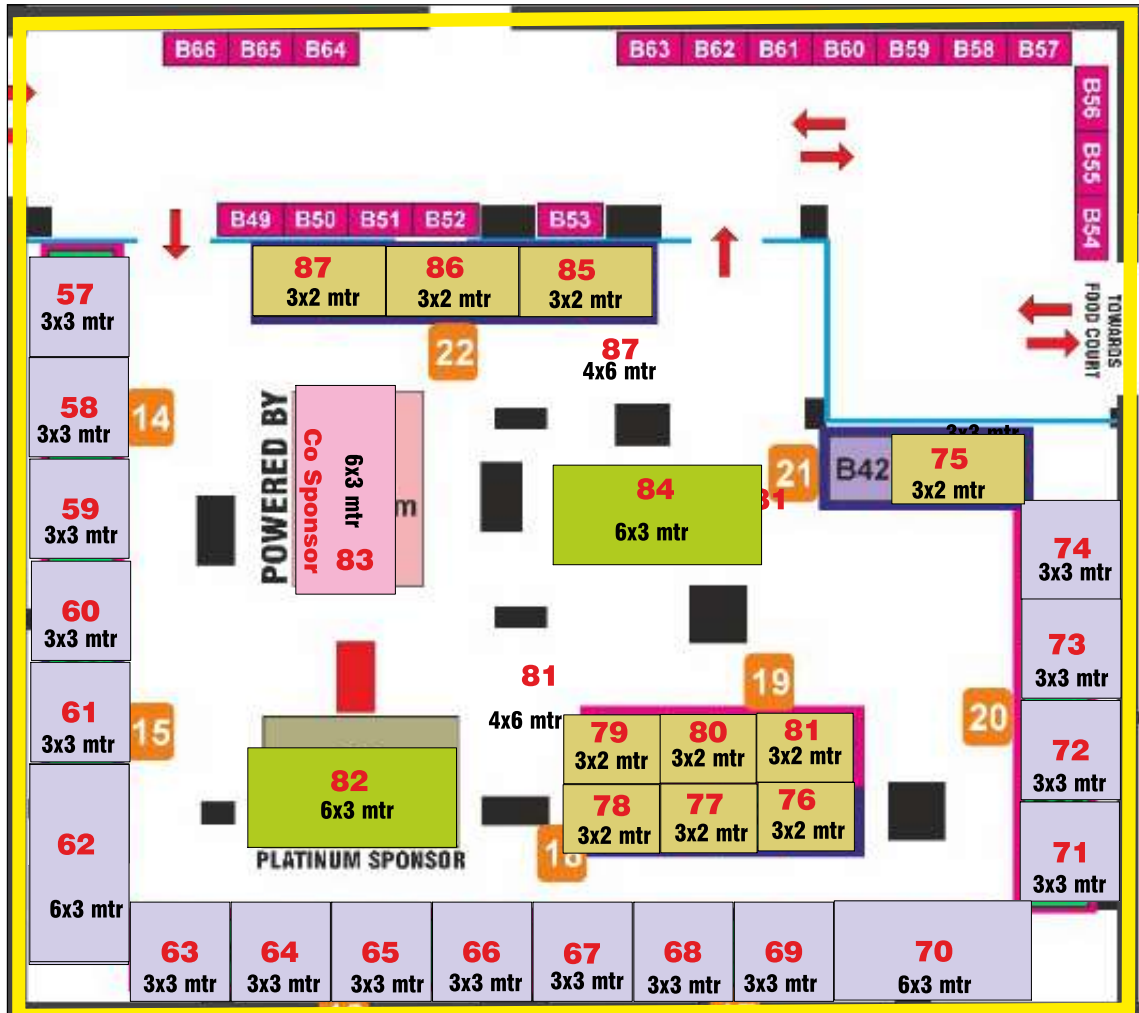 B66 B65 B64
B63 B62 B61 B60 B59 B58 B57
B56
B55
B54
B49 B50 B51 B52 B53
87
3x2 mtr
86
3x2 mtr
85
3x2 mtr
57
3x3 mtr
TOWARDS
FOOD COURT
22
87
4x6 mtr
58
3x3 mtr
14
POWERED BY
Co Sponsor
6x3 mtr
83
m
84
6x3 mtr
21
B42
75
3x2 mtr
3x3 mtr
59
3x3 mtr
74
3x3 mtr
60
3x3 mtr
73
3x3 mtr
61
3x3 mtr
15
81
4x6 mtr
19
20
79
3x2 mtr
80
3x2 mtr
81
3x2 mtr
72
3x3 mtr
82
6x3 mtr
PLATINUM SPONSOR
78
3x2 mtr
77
3x2 mtr
76
3x2 mtr
18
62
6x3 mtr
71
3x3 mtr
63
3x3 mtr
64
3x3 mtr
65
3x3 mtr
66
3x3 mtr
67
3x3 mtr
68
3x3 mtr
69
3x3 mtr
70
6x3 mtr